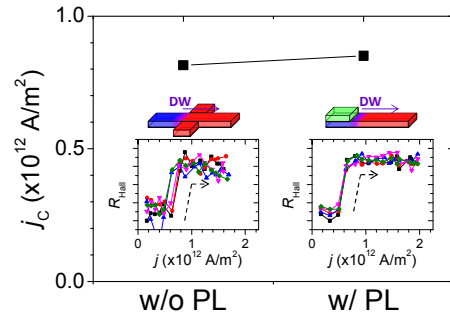 1.0
0.5
0.0
j_C (x10^12 A/m^2)
DW
DW
R_Hall
0 1 2
j (x10^12 A/m^2)
R_Hall
0 1 2
j (x10^12 A/m^2)
w/o PL w/ PL